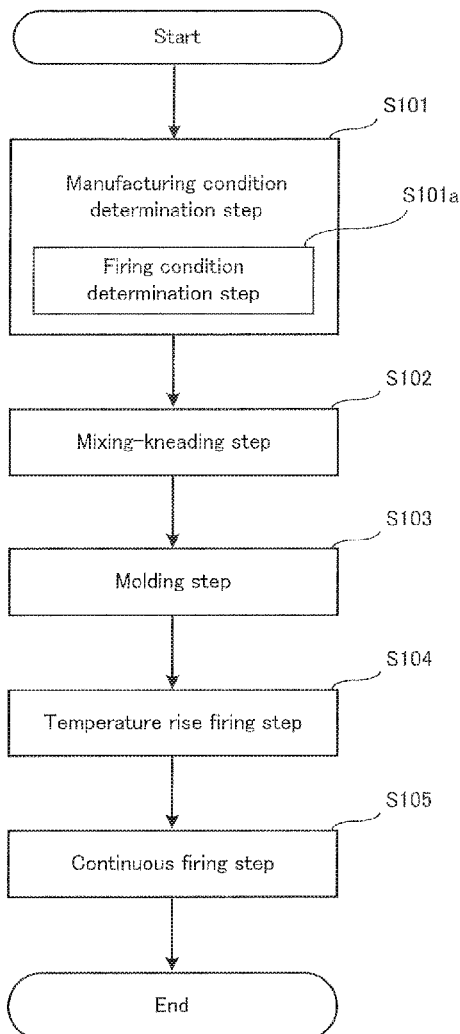 Start
S101
Manufacturing condition
determination step
S101a
Firing condition
determination step
S102
Mixing-kneading step
S103
Molding step
S104
Temperature rise firing step
S105
Continuous firing step
End